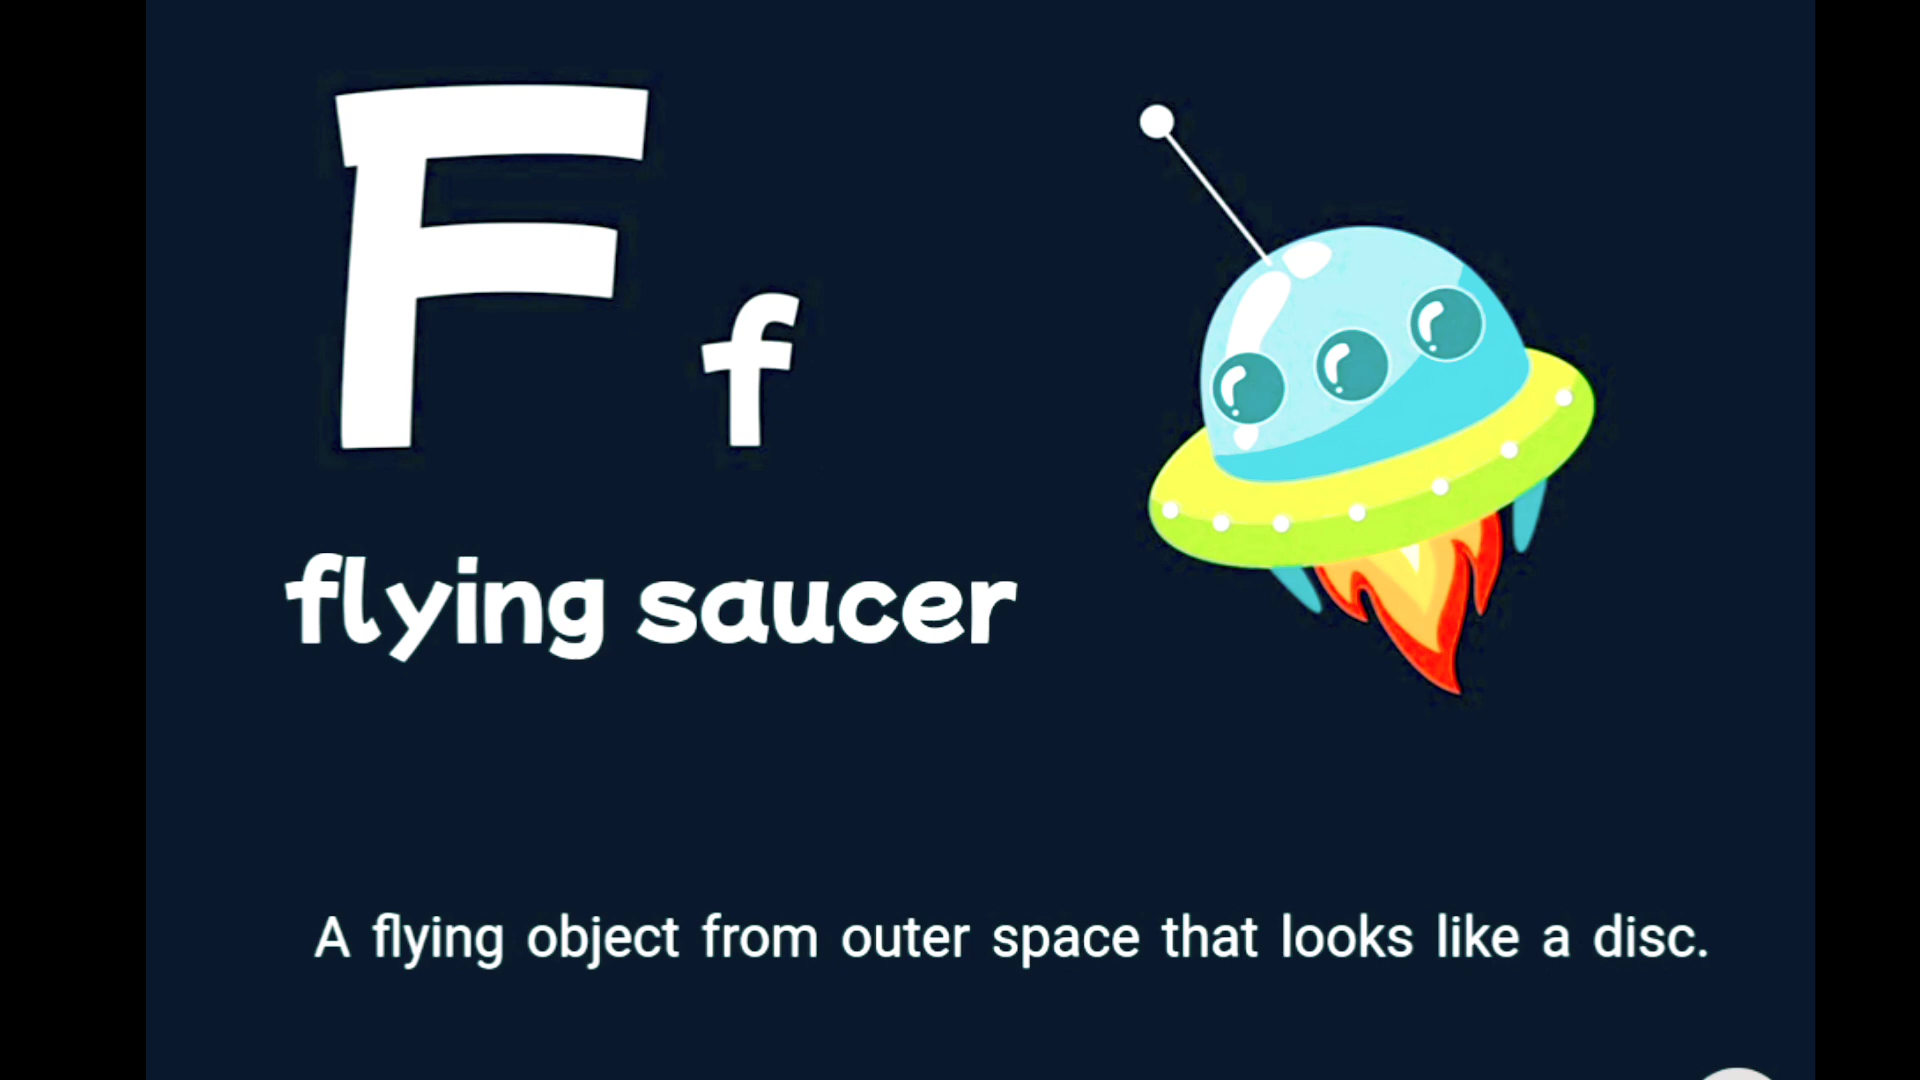 F f
flying saucer
A flying object from outer space that looks like a disc.